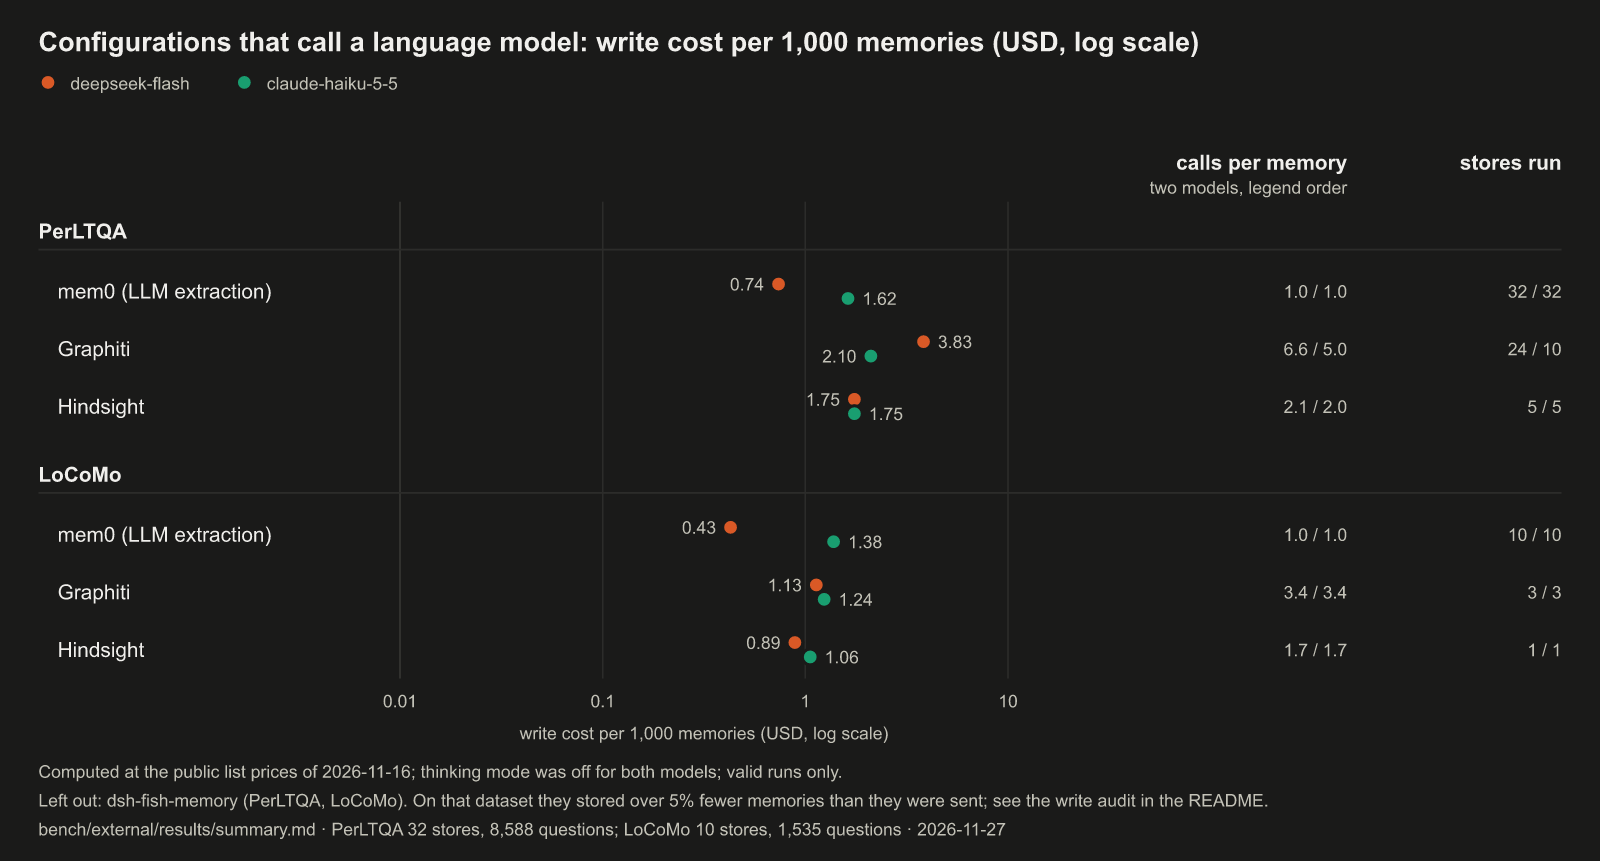 Configurations that call a language model: write cost per 1,000 memories (USD, log scale)
deepseek-flash claude-haiku-5-5
calls per memory stores run
two models, legend order
PerLTQA
mem0 (LLM extraction) 0.74 1.62 1.0 / 1.0 32 / 32
Graphiti 2.10 3.83 6.6 / 5.0 24 / 10
Hindsight 1.75 1.75 2.1 / 2.0 5 / 5
LoCoMo
mem0 (LLM extraction) 0.43 1.38 1.0 / 1.0 10 / 10
Graphiti 1.13 1.24 3.4 / 3.4 3 / 3
Hindsight 0.89 1.06 1.7 / 1.7 1 / 1
0.01 0.1 1 10
write cost per 1,000 memories (USD, log scale)
Computed at the public list prices of 2026-11-16; thinking mode was off for both models; valid runs only.
Left out: dsh-fish-memory (PerLTQA, LoCoMo). On that dataset they stored over 5% fewer memories than they were sent; see the write audit in the README.
bench/external/results/summary.md · PerLTQA 32 stores, 8,588 questions; LoCoMo 10 stores, 1,535 questions · 2026-11-27